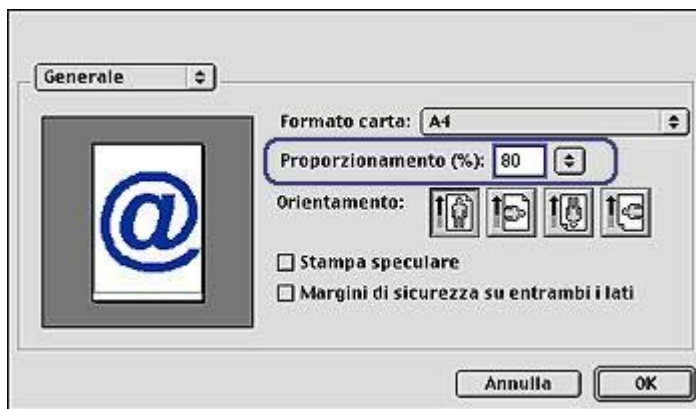 Generale
Formato carta: A4
Proporzionamento (%): 80
Orientamento:
@
Stampa speculare
Margini di sicurezza su entrambi i lati
Annulla OK